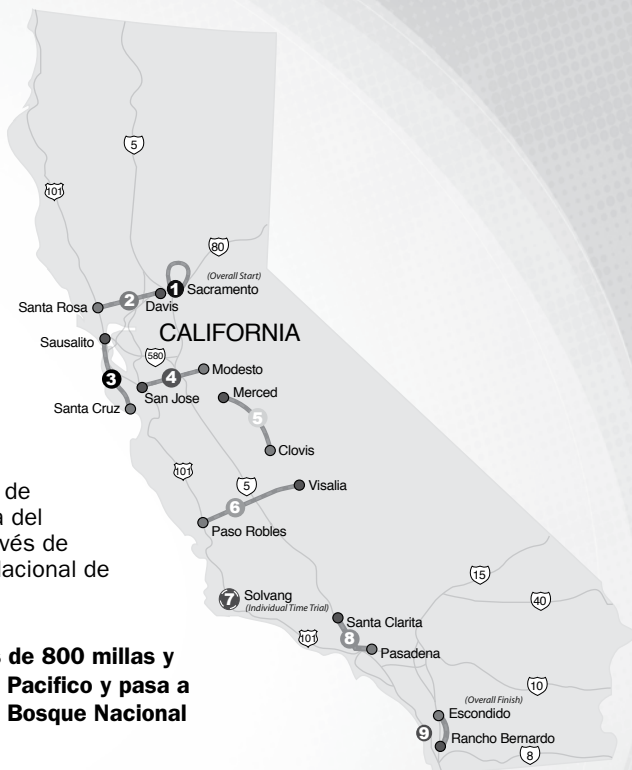 5
101
80
(Overall Start)
1
Sacramento
2
Davis
Santa Rosa
CALIFORNIA
Sausalito
580
Modesto
4
Merced
3
San Jose
Santa Cruz
5
Clovis
101
5
Visalia
6
Paso Robles
de
a del
vés de
Nacional de
15
40
7
Solvang
(Individual Time Trial)
Santa Clarita
101
8
Pasadena
s de 800 millas y
Pacifico y pasa a
Bosque Nacional
10
(Overall Finish)
Escondido
9
Rancho Bernardo
8